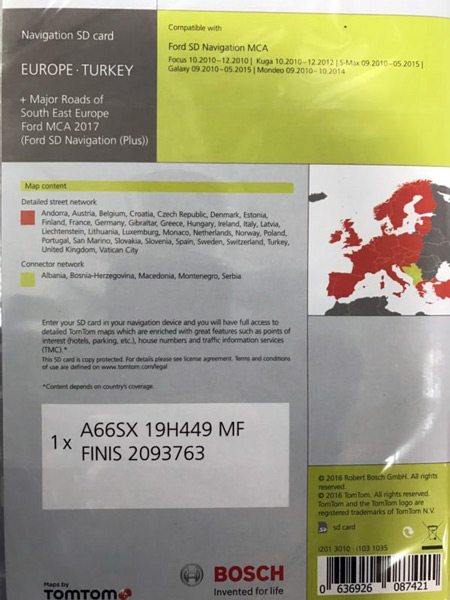 Navigation SD card
EUROPE · TURKEY
+ Major Roads of
South East Europe
Ford MCA 2017
(Ford SD Navigation (Plus))
Compatible with
Ford SD Navigation MCA
Focus 10.2010–12.2010 | Kuga 10.2010–12.2012 | S-Max 09.2010–05.2015 |
Galaxy 09.2010–05.2015 | Mondeo 09.2010–10.2014
Map content
Detailed street network
Andorra, Austria, Belgium, Croatia, Czech Republic, Denmark, Estonia,
Finland, France, Germany, Gibraltar, Greece, Hungary, Ireland, Italy, Latvia,
Liechtenstein, Lithuania, Luxemburg, Monaco, Netherlands, Norway, Poland,
Portugal, San Marino, Slovakia, Slovenia, Spain, Sweden, Switzerland, Turkey,
United Kingdom, Vatican City
Connector network
Albania, Bosnia-Herzegovina, Macedonia, Montenegro, Serbia
Enter your SD card in your navigation device and you will have full access to
detailed TomTom maps which are enriched with great features such as points of
interest (hotels, parking, etc.), house numbers and traffic information services
(TMC).*
This SD card is copy protected. For details please see license agreement. Terms and conditions
of use are defined on www.tomtom.com/legal
*Content depends on country's coverage.
1 x A66SX 19H449 MF
FINIS 2093763
© 2016 Robert Bosch GmbH. All rights
reserved.
© 2016 TomTom. All rights reserved.
TomTom and the TomTom logo are
registered trademarks of TomTom N.V.
sd card
i201 3010 · i103 1035
0 636926 087421
Maps by
TOMTOM
BOSCH
Invented for life